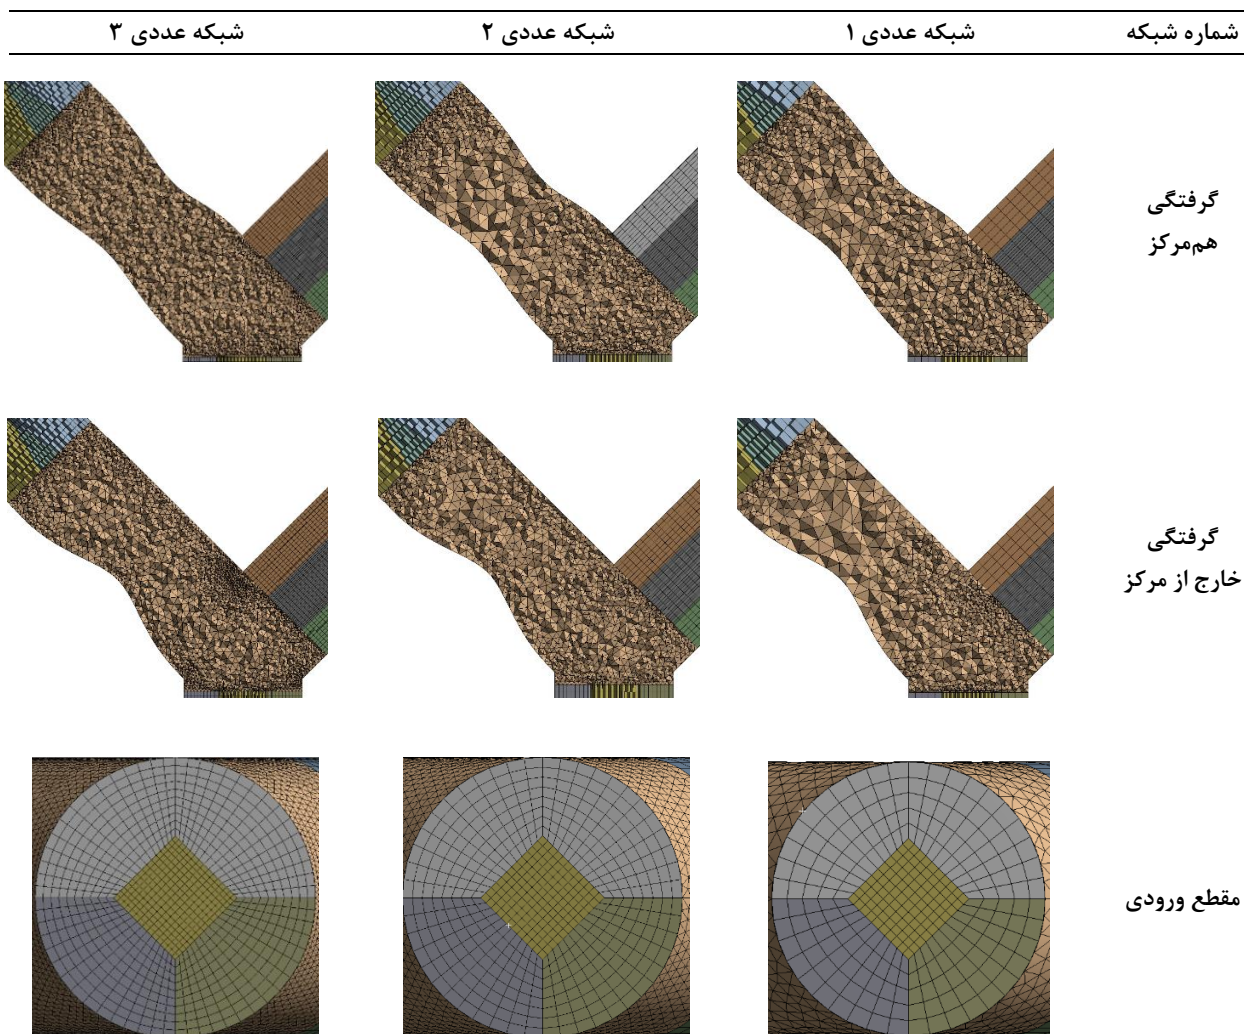 شماره شبکه	شبکه عددی ۱	شبکه عددی ۲	شبکه عددی ۳
گرفتگی
هم‌مرکز
گرفتگی
خارج از مرکز
مقطع ورودی